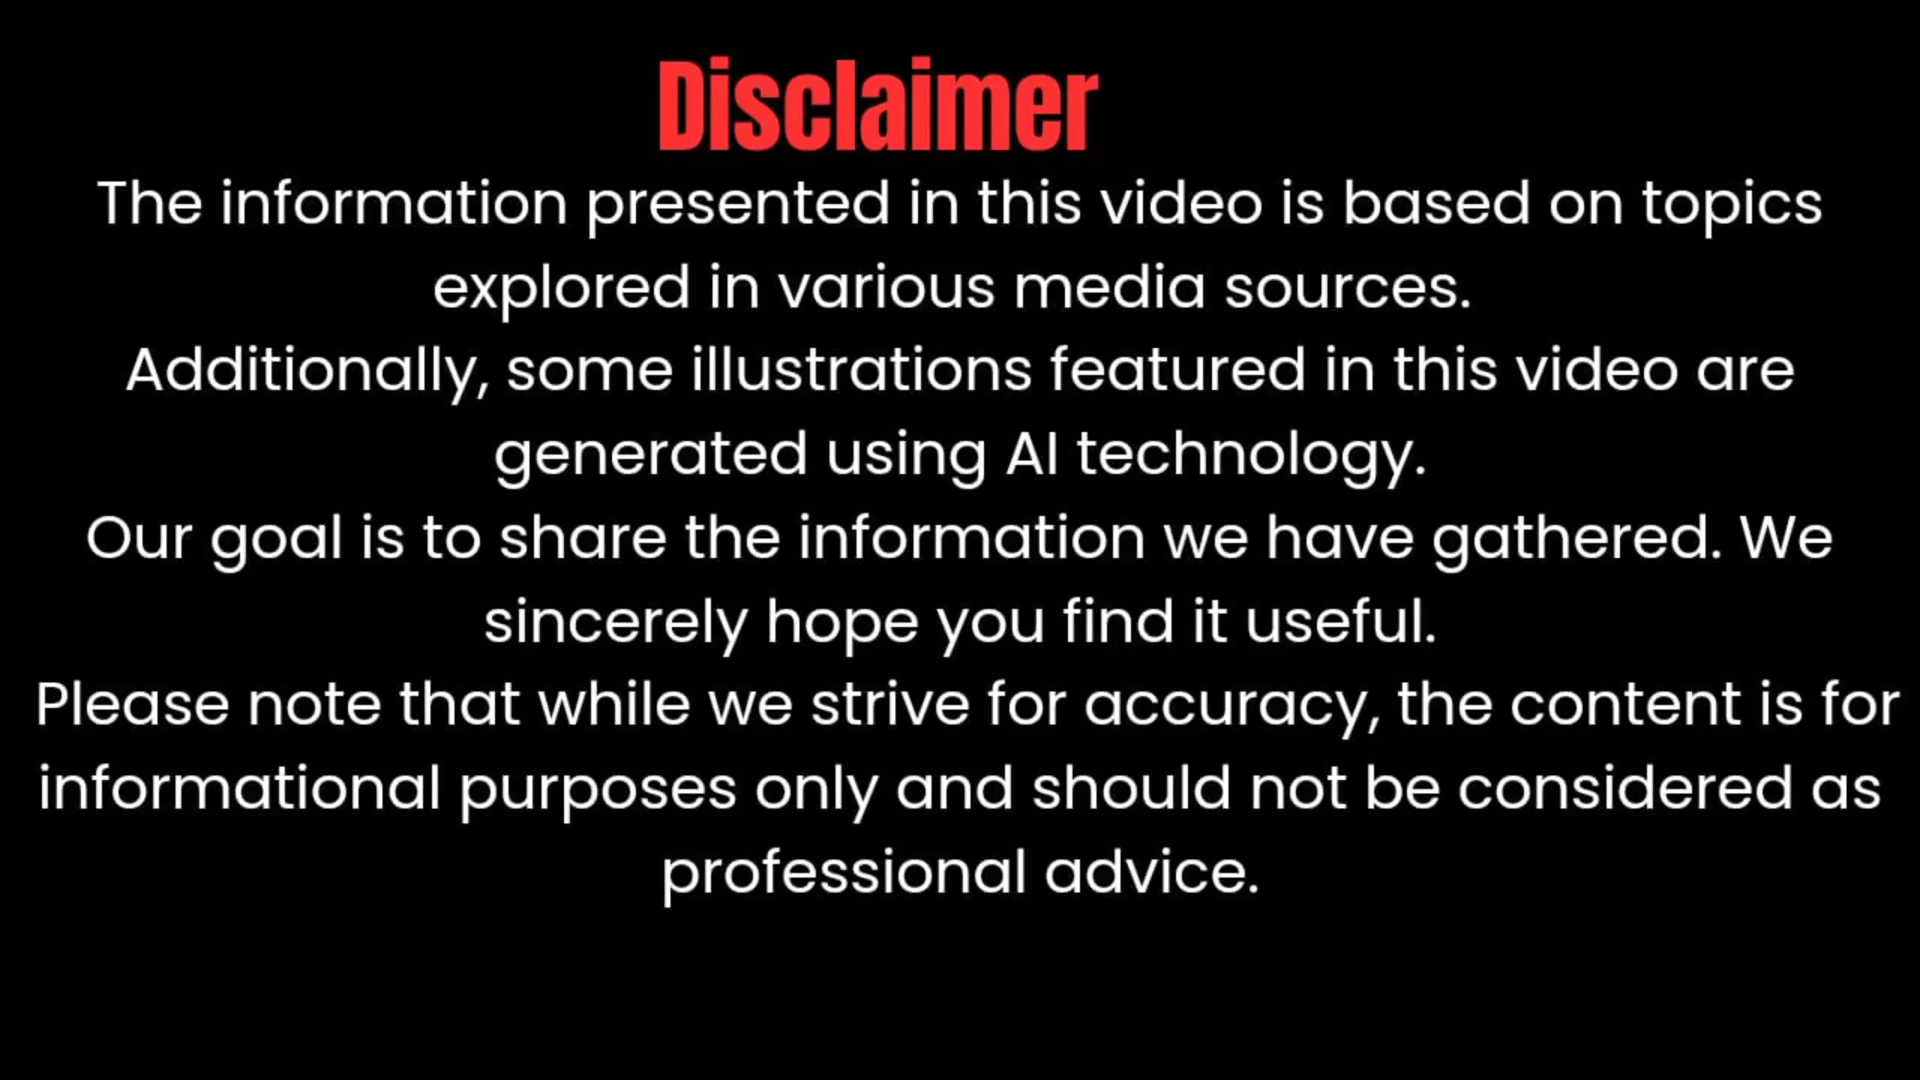 Disclaimer
The information presented in this video is based on topics
explored in various media sources.
Additionally, some illustrations featured in this video are
generated using AI technology.
Our goal is to share the information we have gathered. We
sincerely hope you find it useful.
Please note that while we strive for accuracy, the content is for
informational purposes only and should not be considered as
professional advice.